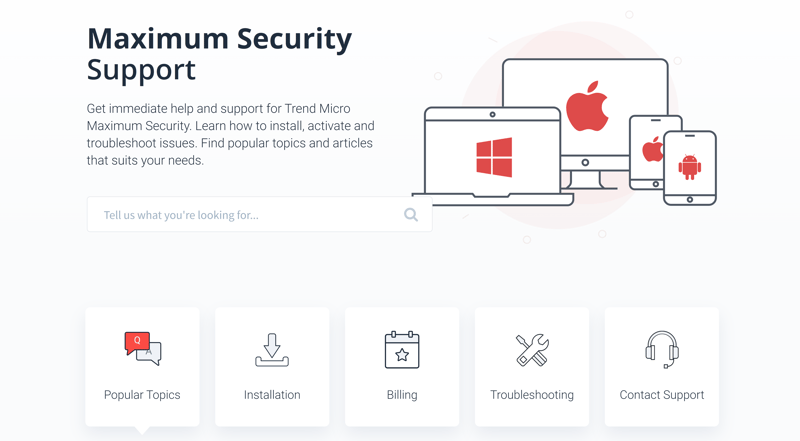 Maximum Security
Support
Get immediate help and support for Trend Micro
Maximum Security. Learn how to install, activate and
troubleshoot issues. Find popular topics and articles
that suits your needs.
Tell us what you're looking for...
Q
A
Popular Topics
Installation
Billing
Troubleshooting
Contact Support